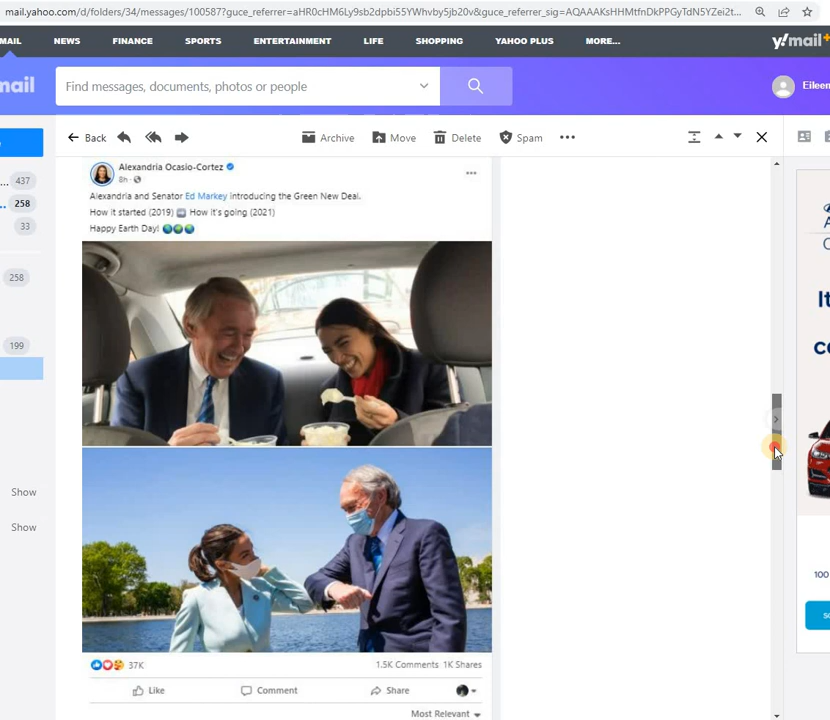 mail.yahoo.com/d/folders/34/messages/100587?guce_referrer=aHR0cHM6Ly9sb2dpbi55YWhvby5jb20v&guce_referrer_sig=AQAAAKsHHMtfnDkPPGyTdN5YZei2t...
MAIL NEWS FINANCE SPORTS ENTERTAINMENT LIFE SHOPPING YAHOO PLUS MORE...
y!mail+
mail
Find messages, documents, photos or people
Eileen
Back Archive Move Delete Spam
437
258
33
258
199
Show
Show
Alexandria Ocasio-Cortez
8h
Alexandria and Senator Ed Markey introducing the Green New Deal.
How it started (2019) ➡ How it's going (2021)
Happy Earth Day!
37K 1.5K Comments 1K Shares
Like Comment Share
Most Relevant
A
C
It
co
100